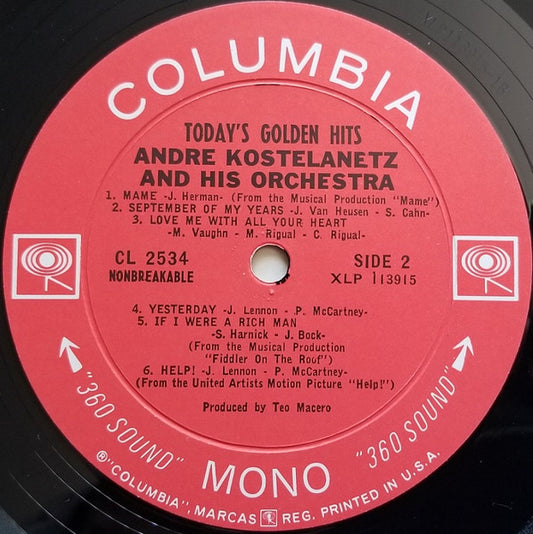 COLUMBIA
TODAY'S GOLDEN HITS
ANDRE KOSTELANETZ
AND HIS ORCHESTRA
1. MAME -J. Herman- (From the Musical Production "Mame")
2. SEPTEMBER OF MY YEARS -J. Van Heusen - S. Cahn-
3. LOVE ME WITH ALL YOUR HEART
-M. Vaughn - M. Rigual - C. Rigual-
CL 2534
NONBREAKABLE
SIDE 2
XLP 113915
4. YESTERDAY -J. Lennon - P. McCartney-
5. IF I WERE A RICH MAN
-S. Harnick - J. Bock-
(From the Musical Production
"Fiddler On The Roof")
6. HELP! -J. Lennon - P. McCartney-
(From the United Artists Motion Picture "Help!")
Produced by Teo Macero
"360 SOUND" MONO "360 SOUND"
®"COLUMBIA", MARCAS REG. PRINTED IN U.S.A.